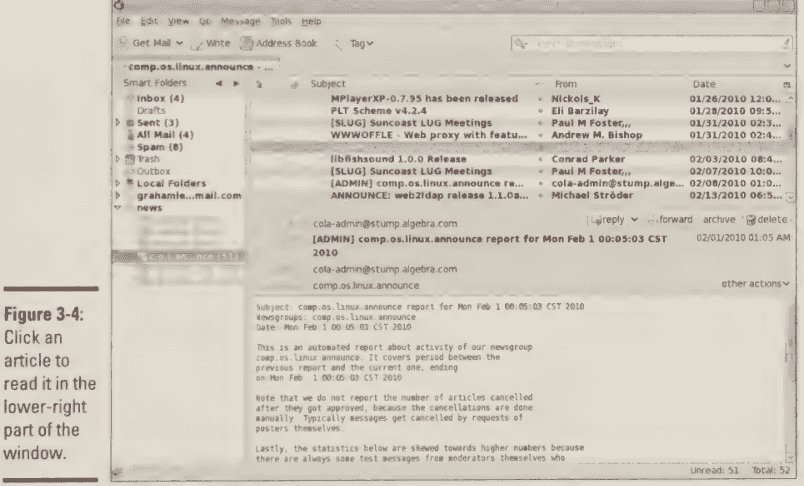 File Edit View Go Message Tools Help
Get Mail Write Address Book Tag
comp.os.linux.announce - ...
Smart Folders Subject From Date
Inbox (4) MPlayerXP-0.7.95 has been released Nickols_K 01/26/2010 12:0...
Drafts PLT Scheme v4.2.4 Eli Barzilay 01/28/2010 09:5...
Sent (3) [SLUG] Suncoast LUG Meetings Paul M Foster,,, 01/31/2010 02:3...
All Mail (4) WWWOFFLE - Web proxy with featu... Andrew M. Bishop 01/31/2010 02:4...
Spam (8)
Trash libfishsound 1.0.0 Release Conrad Parker 02/03/2010 08:4...
Outbox [SLUG] Suncoast LUG Meetings Paul M Foster,,, 02/07/2010 10:0...
Local Folders [ADMIN] comp.os.linux.announce re... cola-admin@stump.alge... 02/08/2010 01:0...
grahamle...mail.com ANNOUNCE: web2ldap release 1.1.0a... Michael Ströder 02/13/2010 06:5...
news
cola-admin@stump.algebra.com reply forward archive delete
[ADMIN] comp.os.linux.announce report for Mon Feb 1 00:05:03 CST 02/01/2010 01:05 AM
2010
cola-admin@stump.algebra.com
comp.os.linux.announce other actions
Subject: comp.os.linux.announce report for Mon Feb 1 00:05:03 CST 2010
Newsgroups: comp.os.linux.announce
Date Mon Feb 1 00:05 03 CST 2010
This is an automated report about activity of our newsgroup
comp.os.linux announce. It covers period between the
previous report and the current one, ending
on Mon Feb 1 00:05 03 CST 2010
Note that we do not report the number of articles cancelled
after they got approved, because the cancellations are done
manually Typically messages get cancelled by requests of
posters themselves
Lastly, the statistics below are skewed towards higher numbers because
there are always some test messages from moderators themselves who
Unread: 51 Total: 52
Figure 3-4:
Click an
article to
read it in the
lower-right
part of the
window.